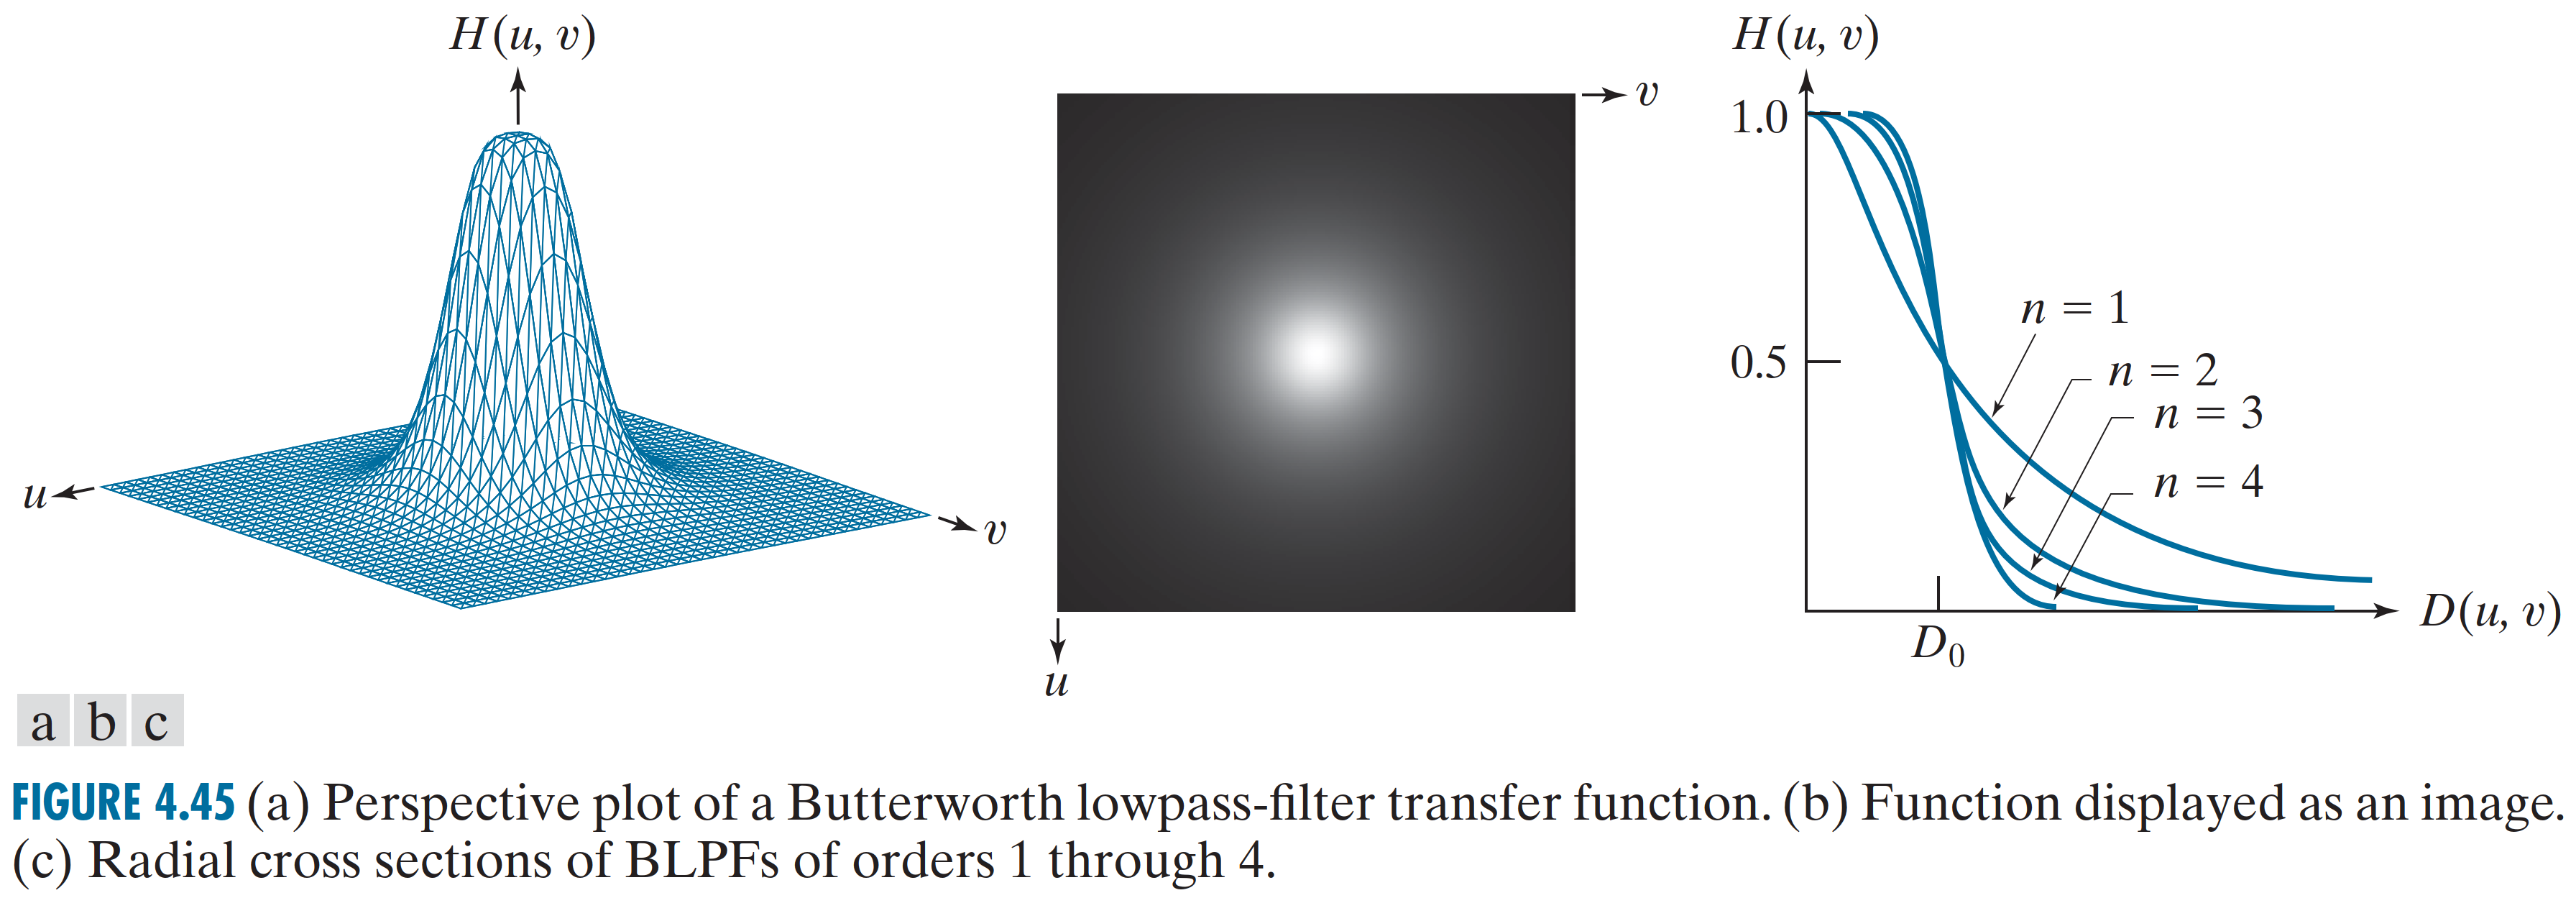 H(u, v)
u
v
v
u
H(u, v)
1.0
0.5
n = 1
n = 2
n = 3
n = 4
D₀
D(u, v)
a b c
FIGURE 4.45 (a) Perspective plot of a Butterworth lowpass-filter transfer function. (b) Function displayed as an image.
(c) Radial cross sections of BLPFs of orders 1 through 4.